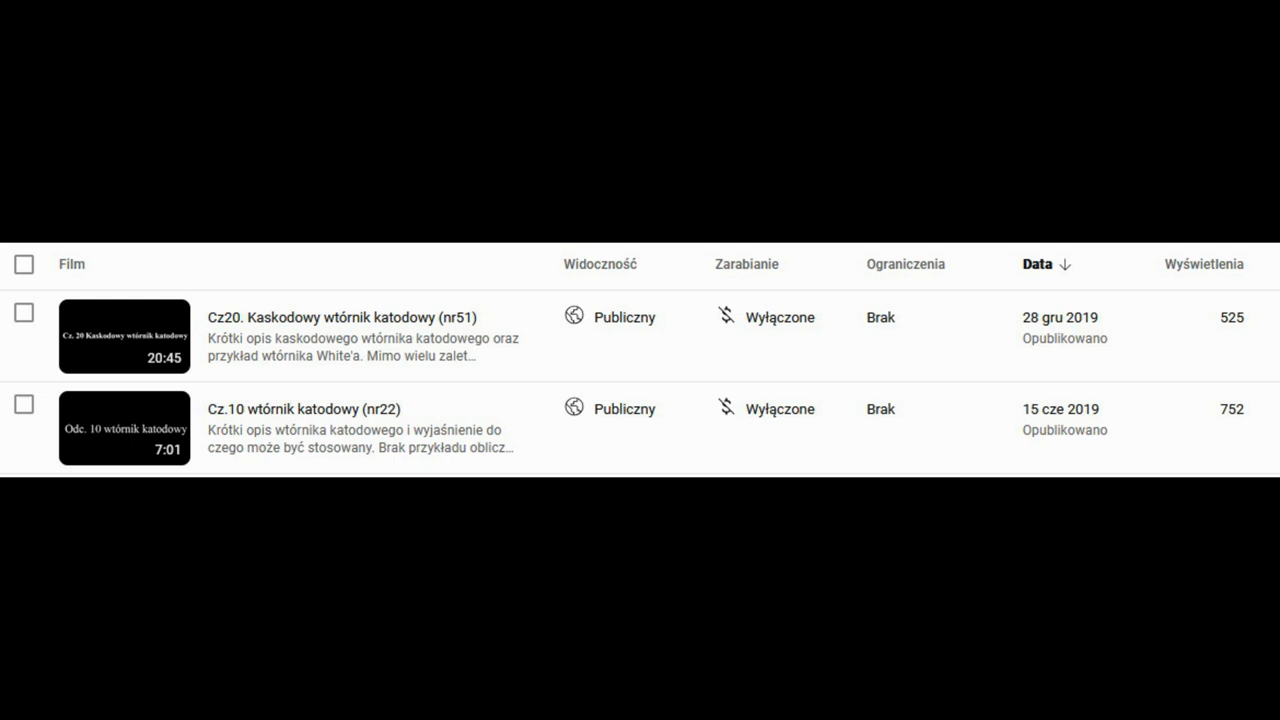 Film Widoczność Zarabianie Ograniczenia Data Wyświetlenia
Cz. 20 Kaskodowy wtórnik katodowy
20:45
Cz20. Kaskodowy wtórnik katodowy (nr51)
Krótki opis kaskodowego wtórnika katodowego oraz
przykład wtórnika White'a. Mimo wielu zalet…
Publiczny
Wyłączone
Brak
28 gru 2019
Opublikowano
525
Odc. 10 wtórnik katodowy
7:01
Cz.10 wtórnik katodowy (nr22)
Krótki opis wtórnika katodowego i wyjaśnienie do
czego może być stosowany. Brak przykładu oblicz…
Publiczny
Wyłączone
Brak
15 cze 2019
Opublikowano
752